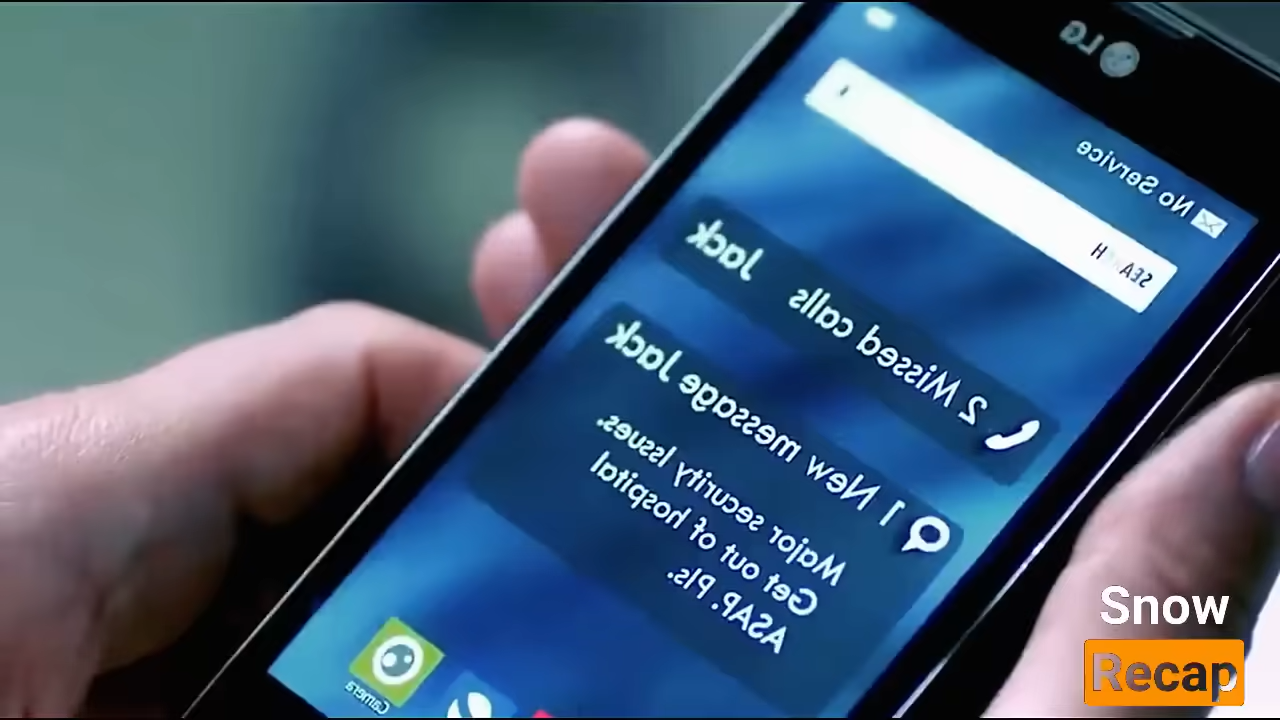 LG
No Service
SEARCH
2 Missed calls Jack
1 New message Jack
Major security Issues.
Get out of hospital
ASAP. Pls.
Camera
Snow
Recap